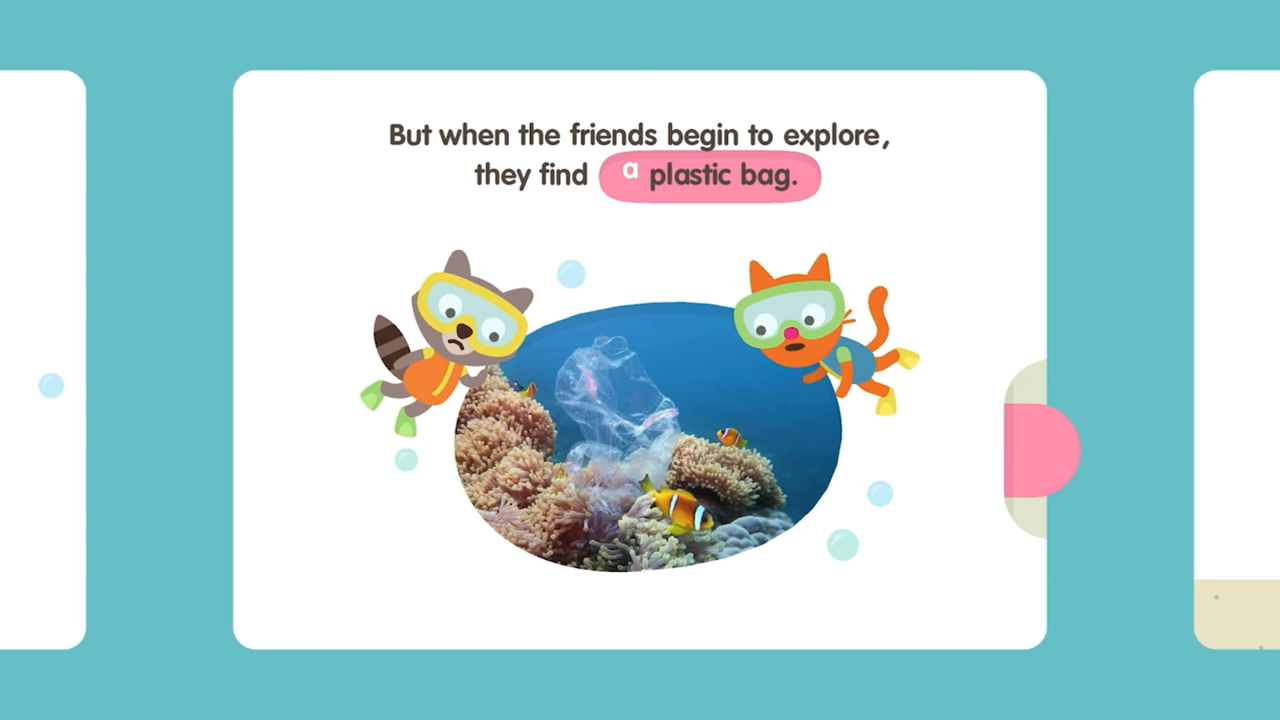 But when the friends begin to explore,
they find a plastic bag.